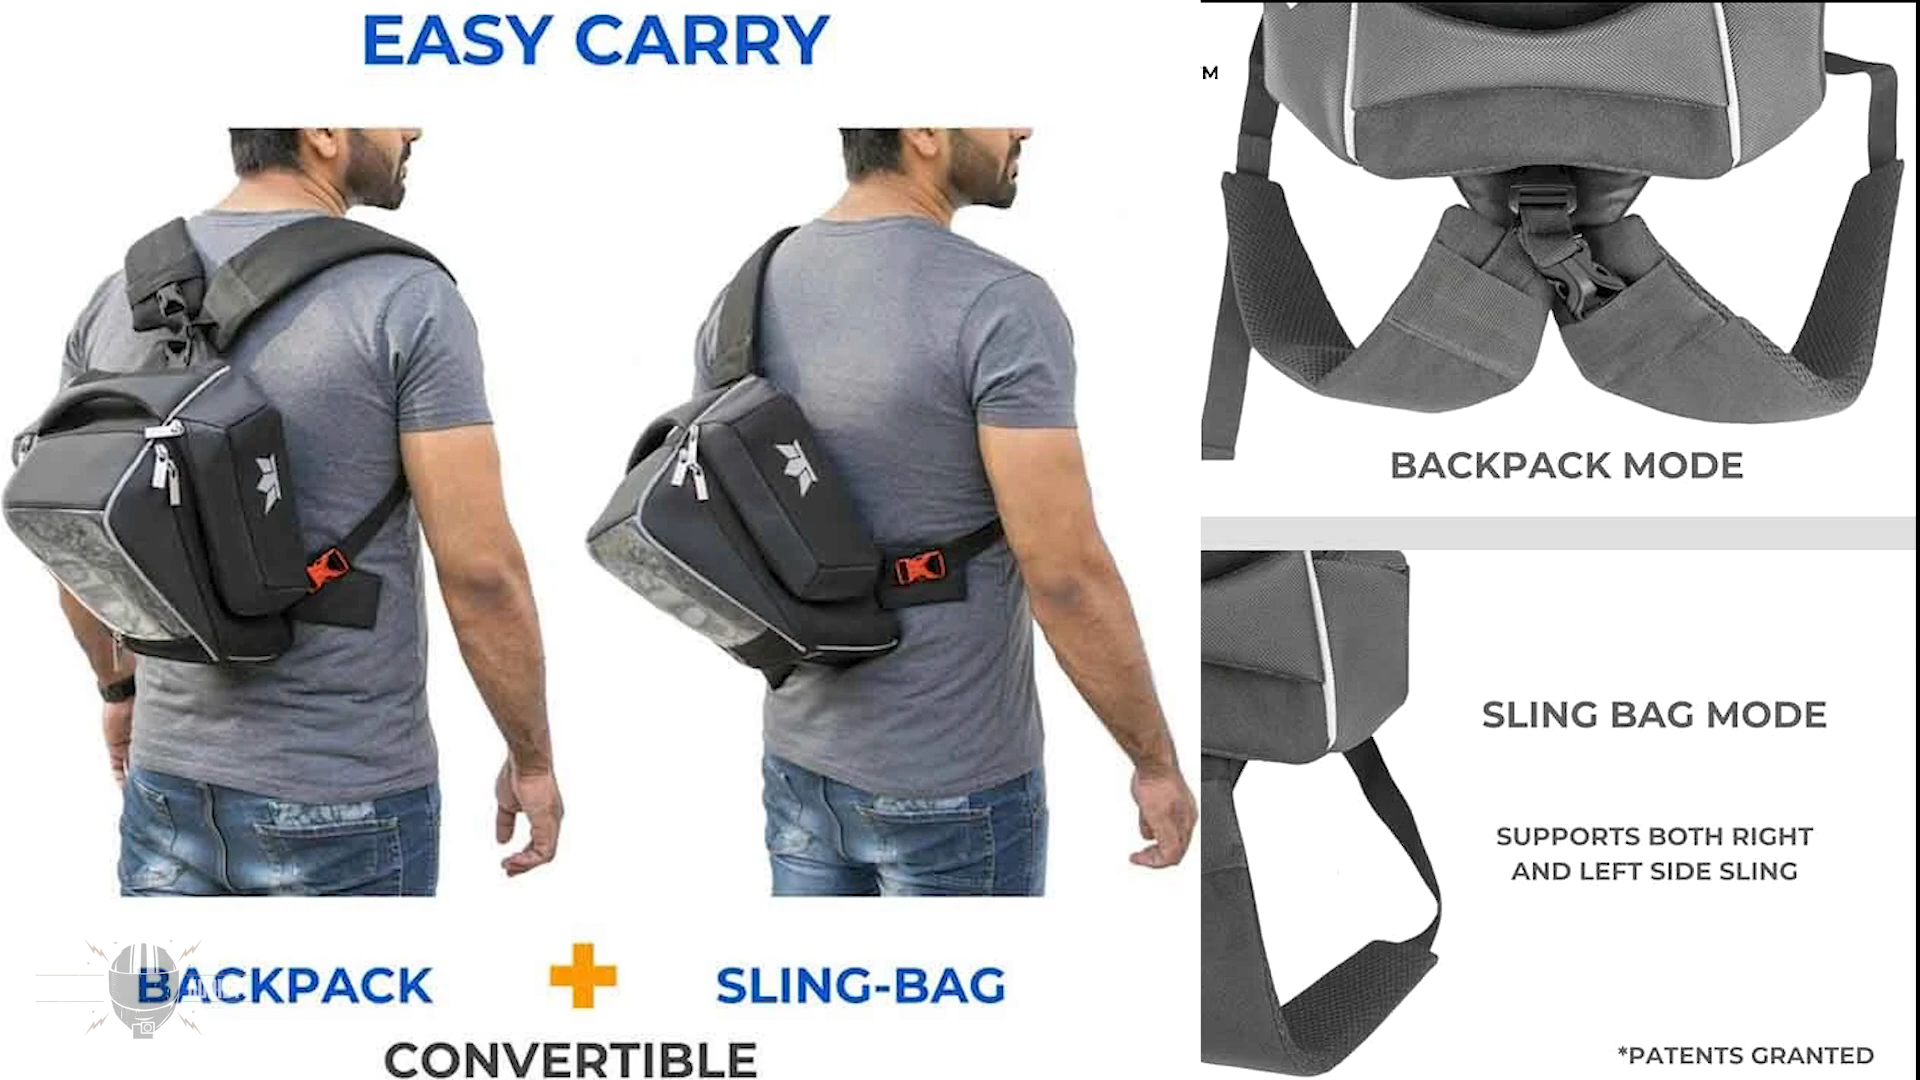 EASY CARRY
BACKPACK
SLING-BAG
CONVERTIBLE
M
BACKPACK MODE
SLING BAG MODE
SUPPORTS BOTH RIGHT
AND LEFT SIDE SLING
*PATENTS GRANTED